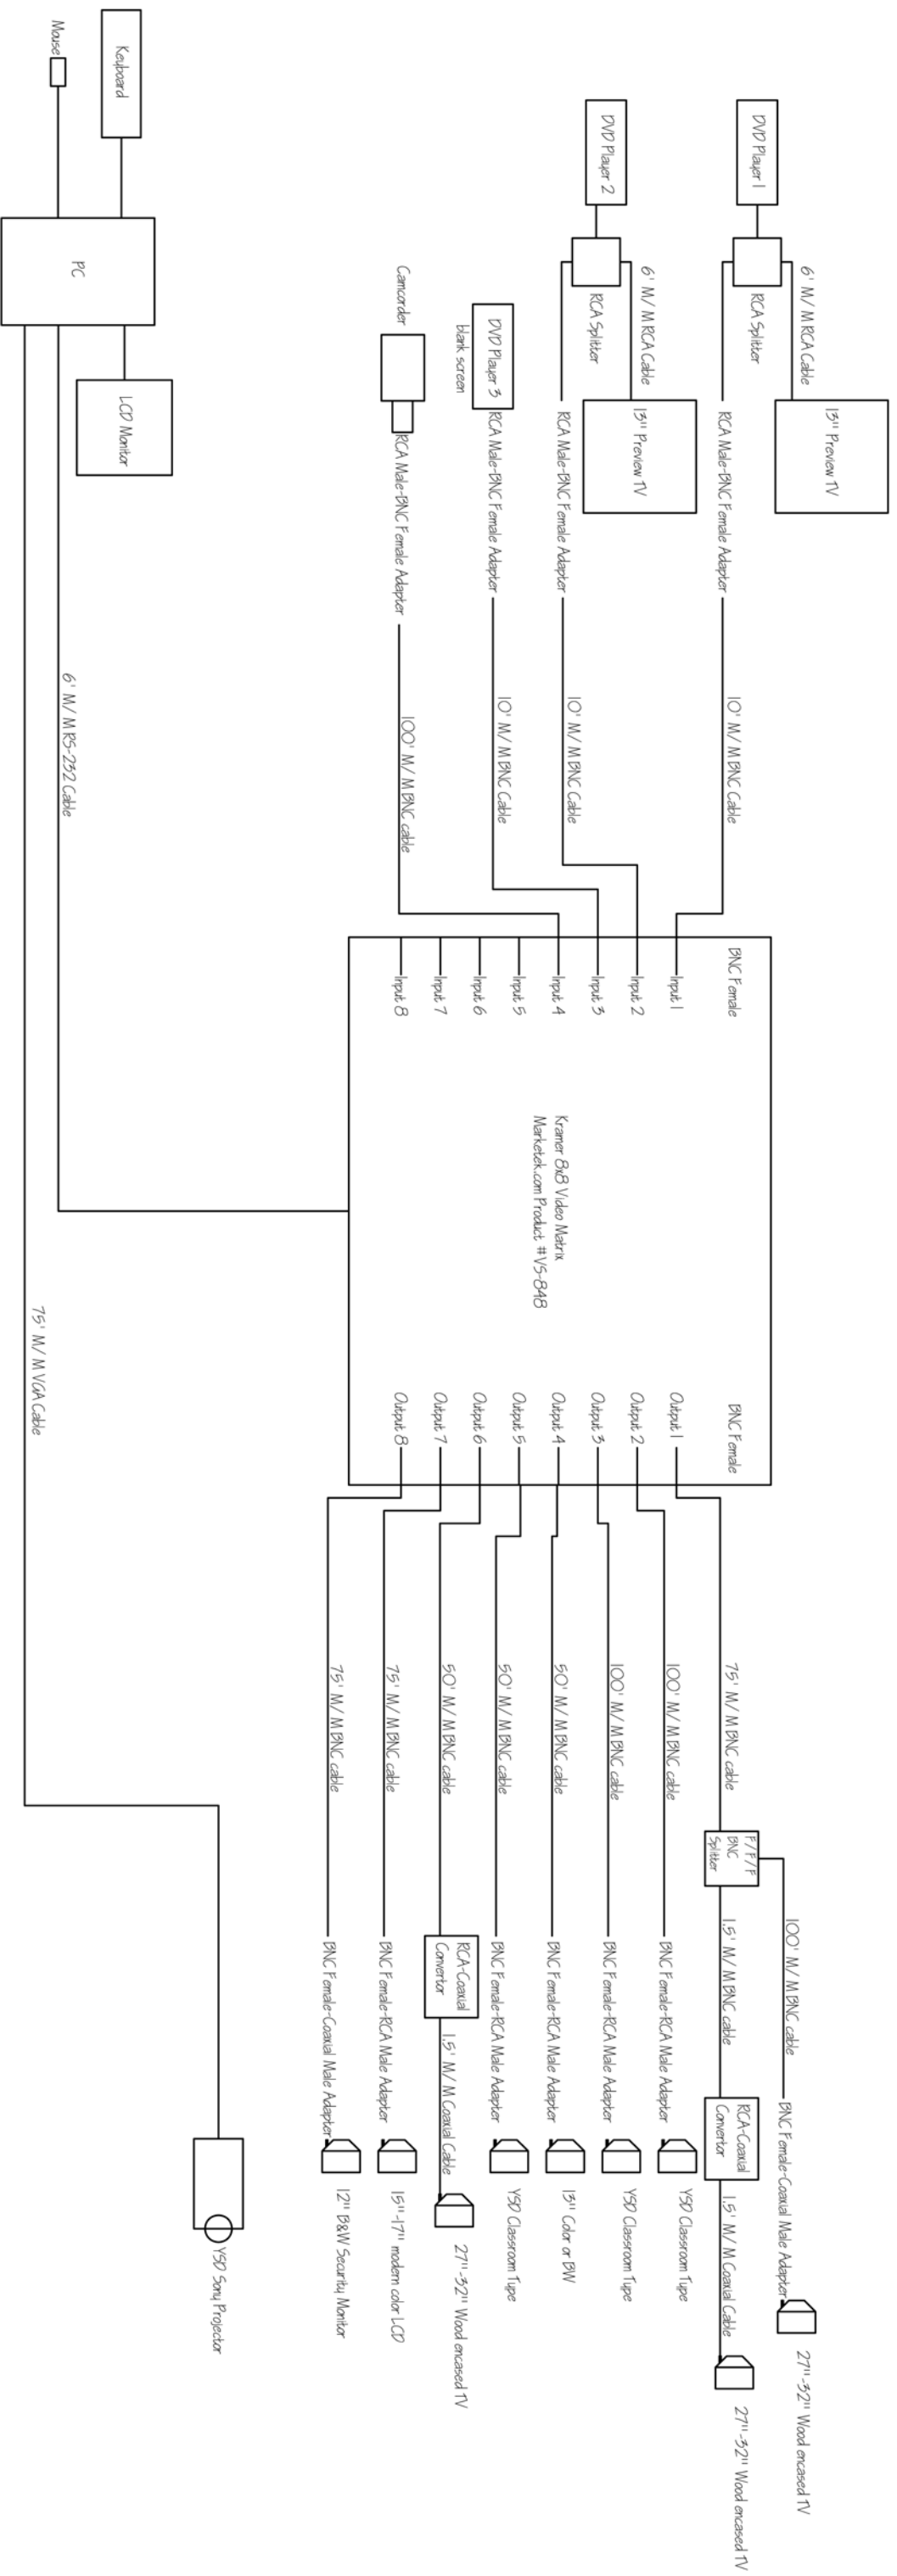 13" Preview TV
6' M/M RCA Cable
DVD Player 1
RCA Splitter
RCA Male-BNC Female Adapter
10' M/M BNC Cable
13" Preview TV
6' M/M RCA Cable
DVD Player 2
RCA Splitter
RCA Male-BNC Female Adapter
10' M/M BNC Cable
DVD Player 3
blank screen
RCA Male-BNC Female Adapter
10' M/M BNC Cable
Camcorder
RCA Male-BNC Female Adapter
100' M/M BNC cable
Keyboard
Mouse
PC
LCD Monitor
6' M/M RS-232 Cable
75' M/M VGA Cable
BNC Female
Input 1
Input 2
Input 3
Input 4
Input 5
Input 6
Input 7
Input 8
Kramer 8x8 Video Matrix
Marketek.com Product #VS-848
BNC Female
Output 1
Output 2
Output 3
Output 4
Output 5
Output 6
Output 7
Output 8
75' M/M BNC cable
F/F/F
BNC
Splitter
100' M/M BNC cable
BNC Female-Coaxial Male Adapter
27"-32" Wood encased TV
1.5' M/M BNC cable
RCA-Coaxial
Convertor
1.5' M/M Coaxial Cable
27"-32" Wood encased TV
100' M/M BNC cable
BNC Female-RCA Male Adapter
YSD Classroom Type
100' M/M BNC cable
BNC Female-RCA Male Adapter
YSD Classroom Type
50' M/M BNC cable
BNC Female-RCA Male Adapter
13" Color or BW
50' M/M BNC cable
BNC Female-RCA Male Adapter
YSD Classroom Type
50' M/M BNC cable
RCA-Coaxial
Convertor
1.5' M/M Coaxial Cable
27"-32" Wood encased TV
75' M/M BNC cable
BNC Female-RCA Male Adapter
15"-17" modern color LCD
75' M/M BNC cable
BNC Female-Coaxial Male Adapter
12" B&W Security Monitor
YSD Sony Projector